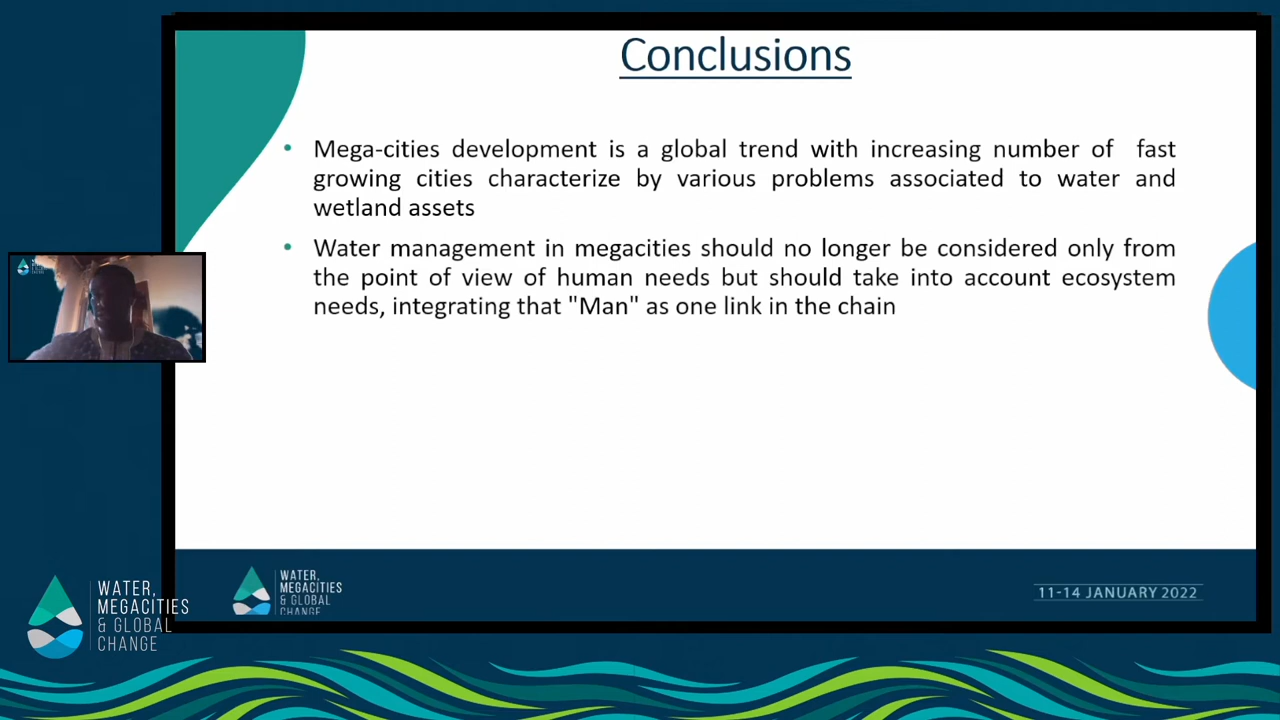 Conclusions
• Mega-cities development is a global trend with increasing number of fast
growing cities characterize by various problems associated to water and
wetland assets
• Water management in megacities should no longer be considered only from
the point of view of human needs but should take into account ecosystem
needs, integrating that "Man" as one link in the chain
WATER,
MEGACITIES
& GLOBAL
CHANGE
11-14 JANUARY 2022
WATER,
MEGACITIES
& GLOBAL
CHANGE